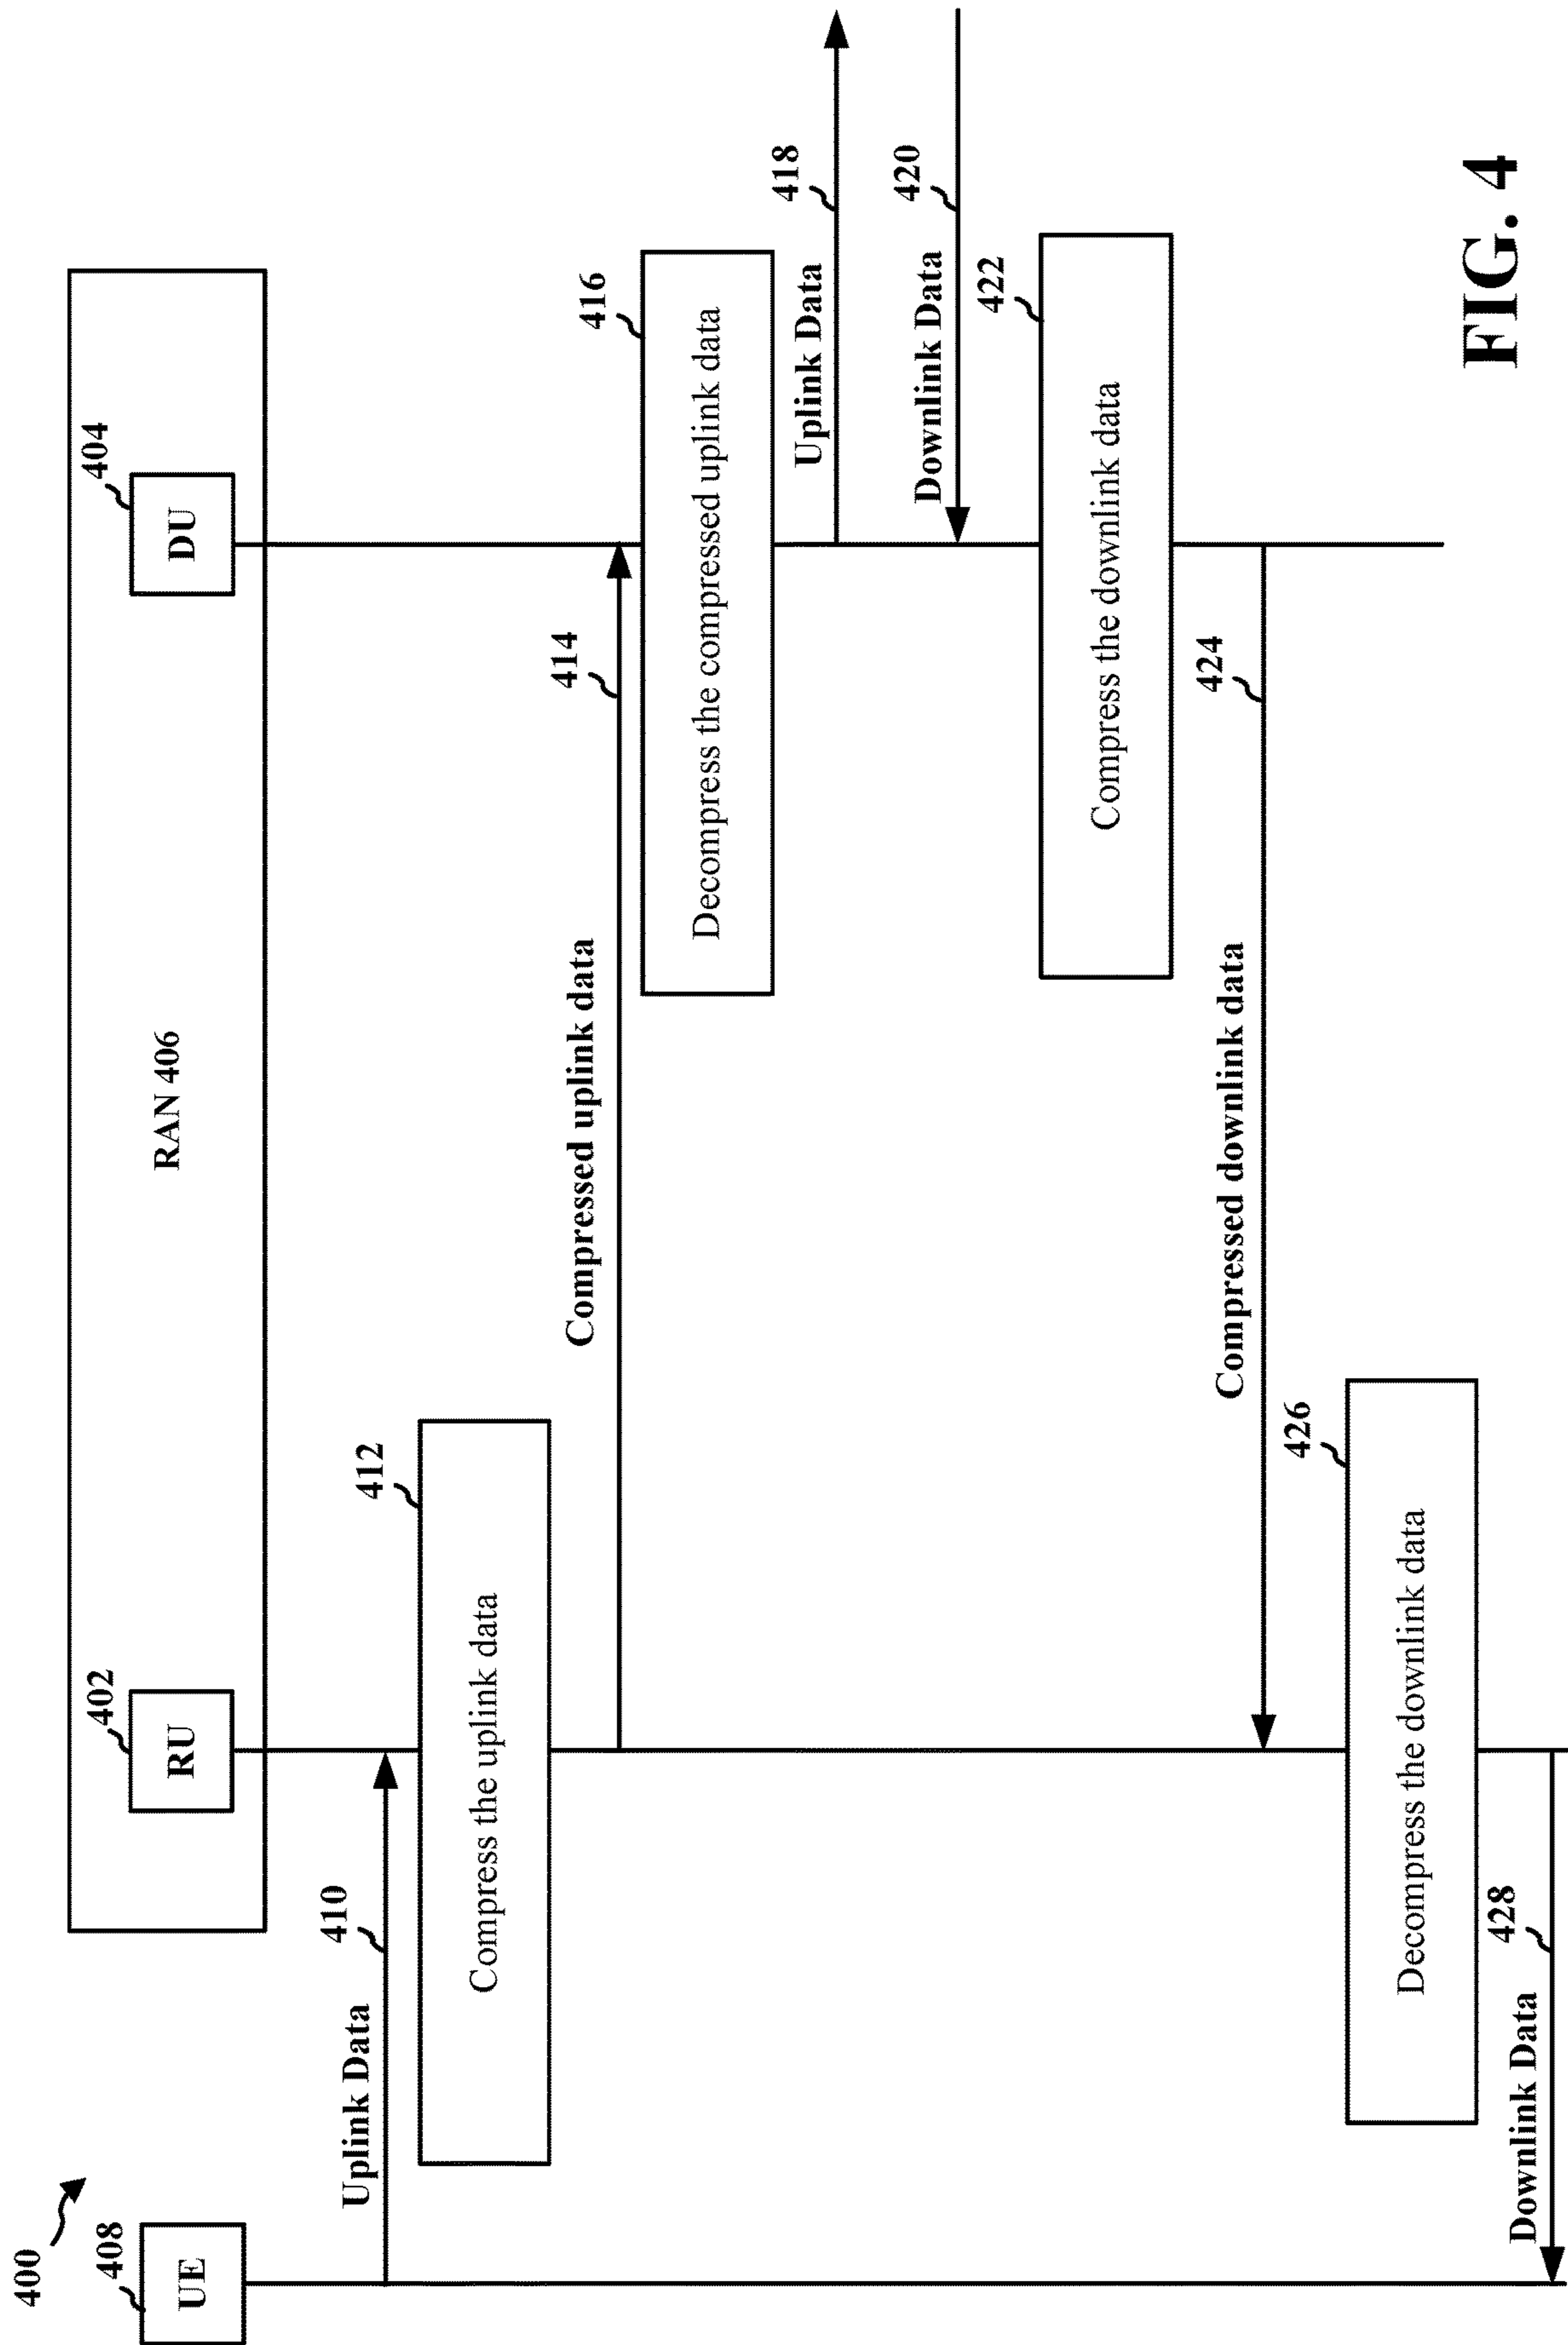 400
408
UE
402
RU
RAN 406
404
DU
Uplink Data
410
412
Compress the uplink data
Compressed uplink data
414
416
Decompress the compressed uplink data
Uplink Data
418
Downlink Data
420
422
Compress the downlink data
Compressed downlink data
424
426
Decompress the downlink data
Downlink Data
428
FIG. 4